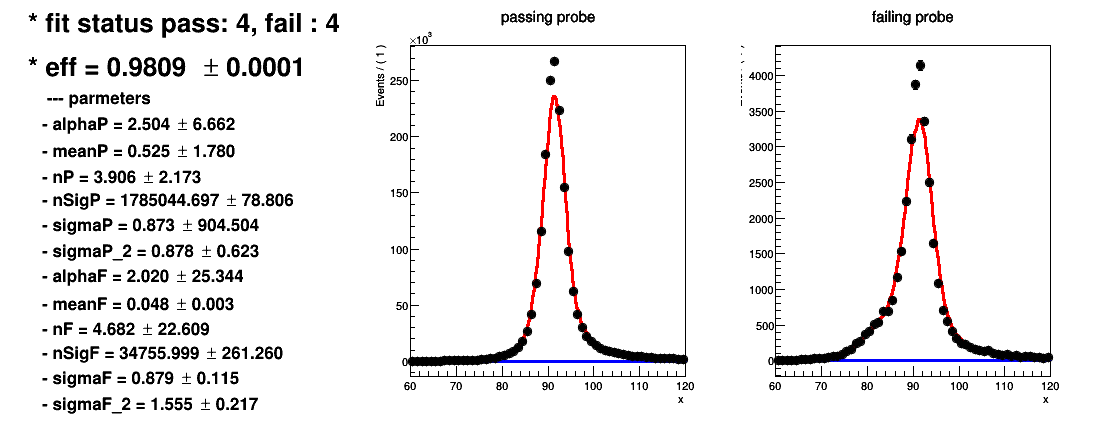 * fit status pass: 4, fail : 4
* eff = 0.9809 ± 0.0001
--- parmeters
- alphaP = 2.504 ± 6.662
- meanP = 0.525 ± 1.780
- nP = 3.906 ± 2.173
- nSigP = 1785044.697 ± 78.806
- sigmaP = 0.873 ± 904.504
- sigmaP_2 = 0.878 ± 0.623
- alphaF = 2.020 ± 25.344
- meanF = 0.048 ± 0.003
- nF = 4.682 ± 22.609
- nSigF = 34755.999 ± 261.260
- sigmaF = 0.879 ± 0.115
- sigmaF_2 = 1.555 ± 0.217
passing probe
×10³
Events / ( 1 )
250
200
150
100
50
0
60 70 80 90 100 110 120
x
failing probe
4000
3500
3000
2500
2000
1500
1000
500
0
60 70 80 90 100 110 120
x